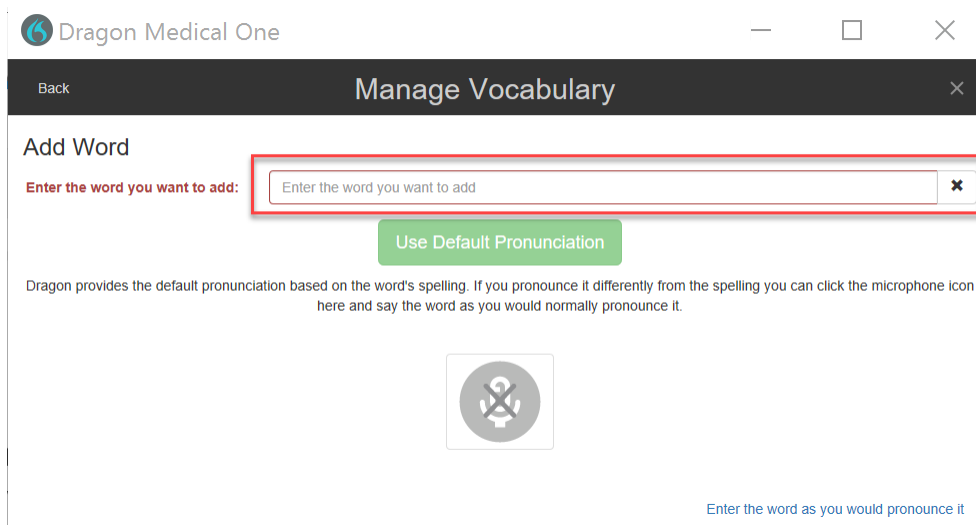 Dragon Medical One
Back
Manage Vocabulary
Add Word
Enter the word you want to add:
Enter the word you want to add
Use Default Pronunciation
Dragon provides the default pronunciation based on the word's spelling. If you pronounce it differently from the spelling you can click the microphone icon
here and say the word as you would normally pronounce it.
Enter the word as you would pronounce it